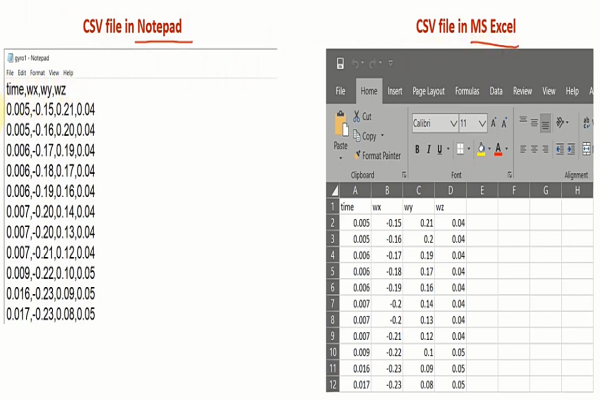 CSV file in Notepad
gyro1 - Notepad
File Edit Format View Help
time,wx,wy,wz
0.005,-0.15,0.21,0.04
0.005,-0.16,0.20,0.04
0.006,-0.17,0.19,0.04
0.006,-0.18,0.17,0.04
0.006,-0.19,0.16,0.04
0.007,-0.20,0.14,0.04
0.007,-0.20,0.13,0.04
0.007,-0.21,0.12,0.04
0.009,-0.22,0.10,0.05
0.016,-0.23,0.09,0.05
0.017,-0.23,0.08,0.05
CSV file in MS Excel
File Home Insert Page Layout Formulas Data Review View Help A
Paste
Cut
Copy
Format Painter
Clipboard
Calibri 11 A A
B I U A
Font
ab
Alignment
A B C D E F G H
1 time wx wy wz
2 0.005 -0.15 0.21 0.04
3 0.005 -0.16 0.2 0.04
4 0.006 -0.17 0.19 0.04
5 0.006 -0.18 0.17 0.04
6 0.006 -0.19 0.16 0.04
7 0.007 -0.2 0.14 0.04
8 0.007 -0.2 0.13 0.04
9 0.007 -0.21 0.12 0.04
10 0.009 -0.22 0.1 0.05
11 0.016 -0.23 0.09 0.05
12 0.017 -0.23 0.08 0.05